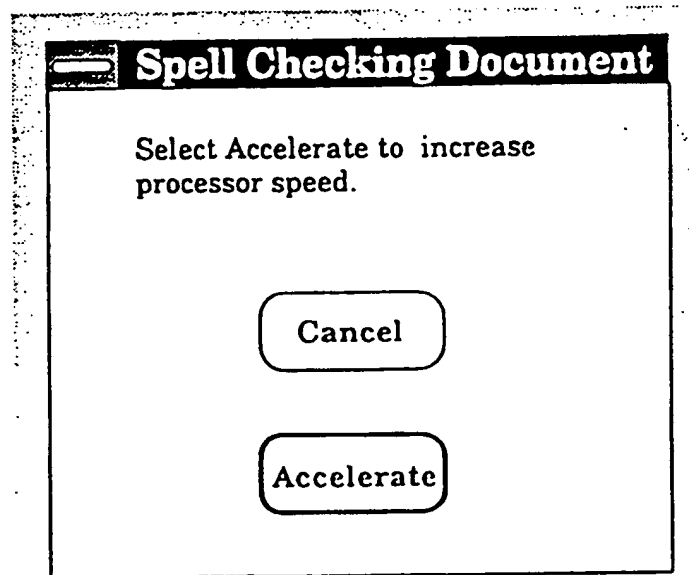 Spell Checking Document
Select Accelerate to increase
processor speed.
Cancel
Accelerate